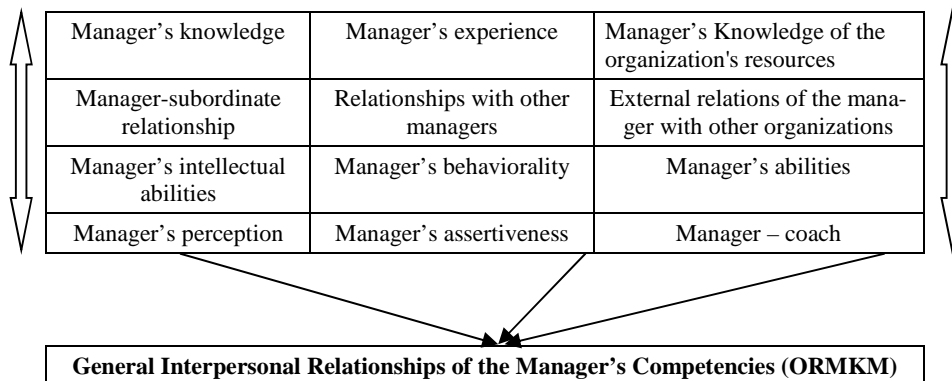 Manager’s knowledge
Manager’s experience
Manager’s Knowledge of the
organization's resources
Manager-subordinate
relationship
Relationships with other
managers
External relations of the mana-
ger with other organizations
Manager’s intellectual
abilities
Manager’s behaviorality
Manager’s abilities
Manager’s perception
Manager’s assertiveness
Manager – coach
General Interpersonal Relationships of the Manager’s Competencies (ORMKM)